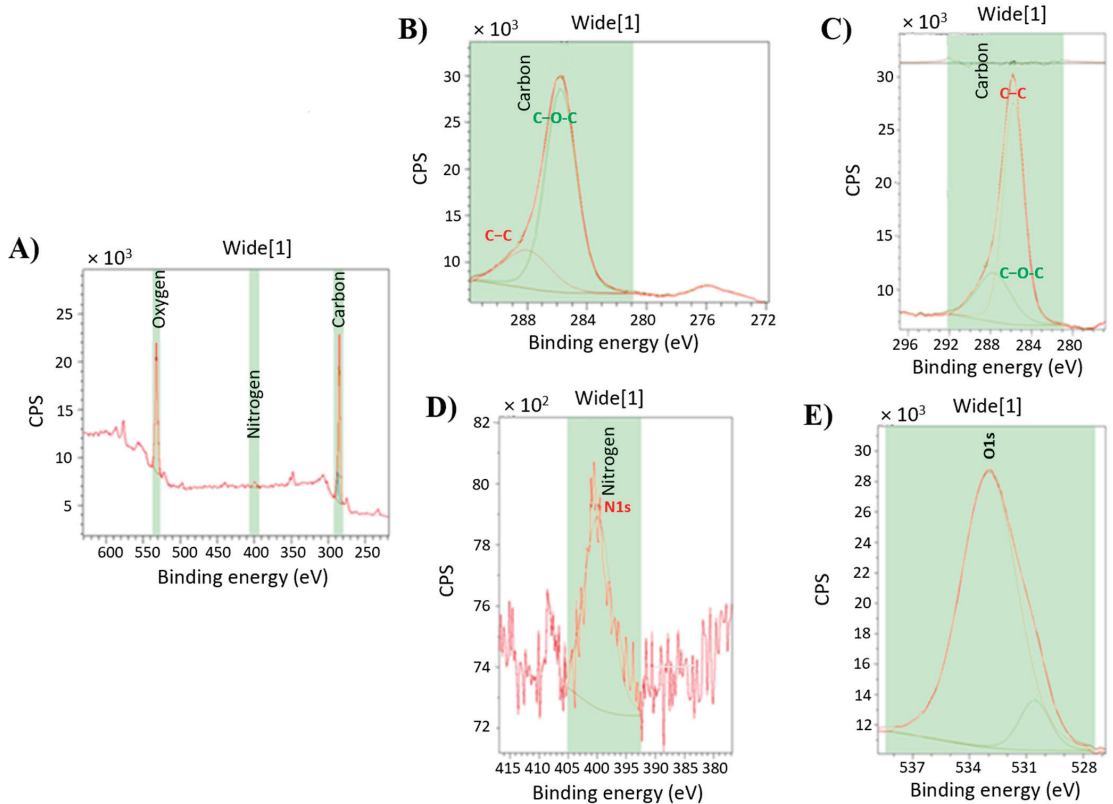 A)
Wide[1]
× 10³
Oxygen
Nitrogen
Carbon
25
20
15
10
5
CPS
600 550 500 450 400 350 300 250
Binding energy (eV)
B)
Wide[1]
× 10³
Carbon
C–O-C
C–C
30
25
20
15
10
CPS
288 284 280 276 272
Binding energy (eV)
C)
Wide[1]
× 10³
Carbon
C–C
C–O-C
30
20
15
10
CPS
296 292 288 284 280
Binding energy (eV)
D)
Wide[1]
× 10²
Nitrogen
N1s
82
80
78
76
74
72
CPS
415 410 405 400 395 390 385 380
Binding energy (eV)
E)
Wide[1]
× 10³
O1s
30
28
26
24
28
20
18
16
14
12
CPS
537 534 531 528
Binding energy (eV)